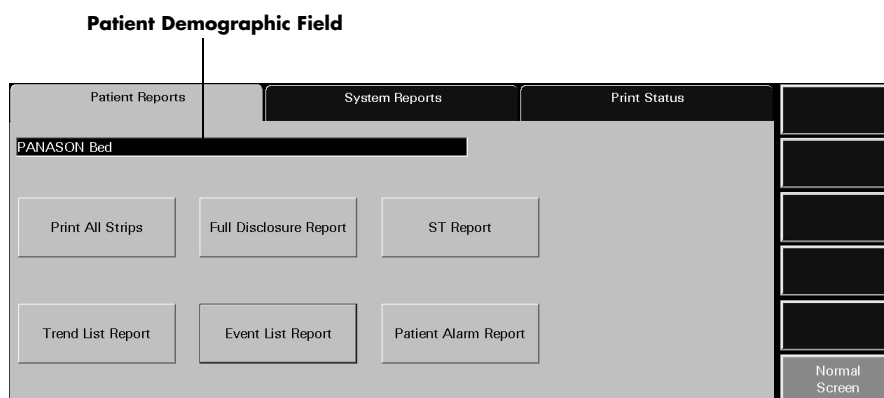 Patient Demographic Field
Patient Reports
System Reports
Print Status
PANASON Bed
Print All Strips
Full Disclosure Report
ST Report
Trend List Report
Event List Report
Patient Alarm Report
Normal
Screen